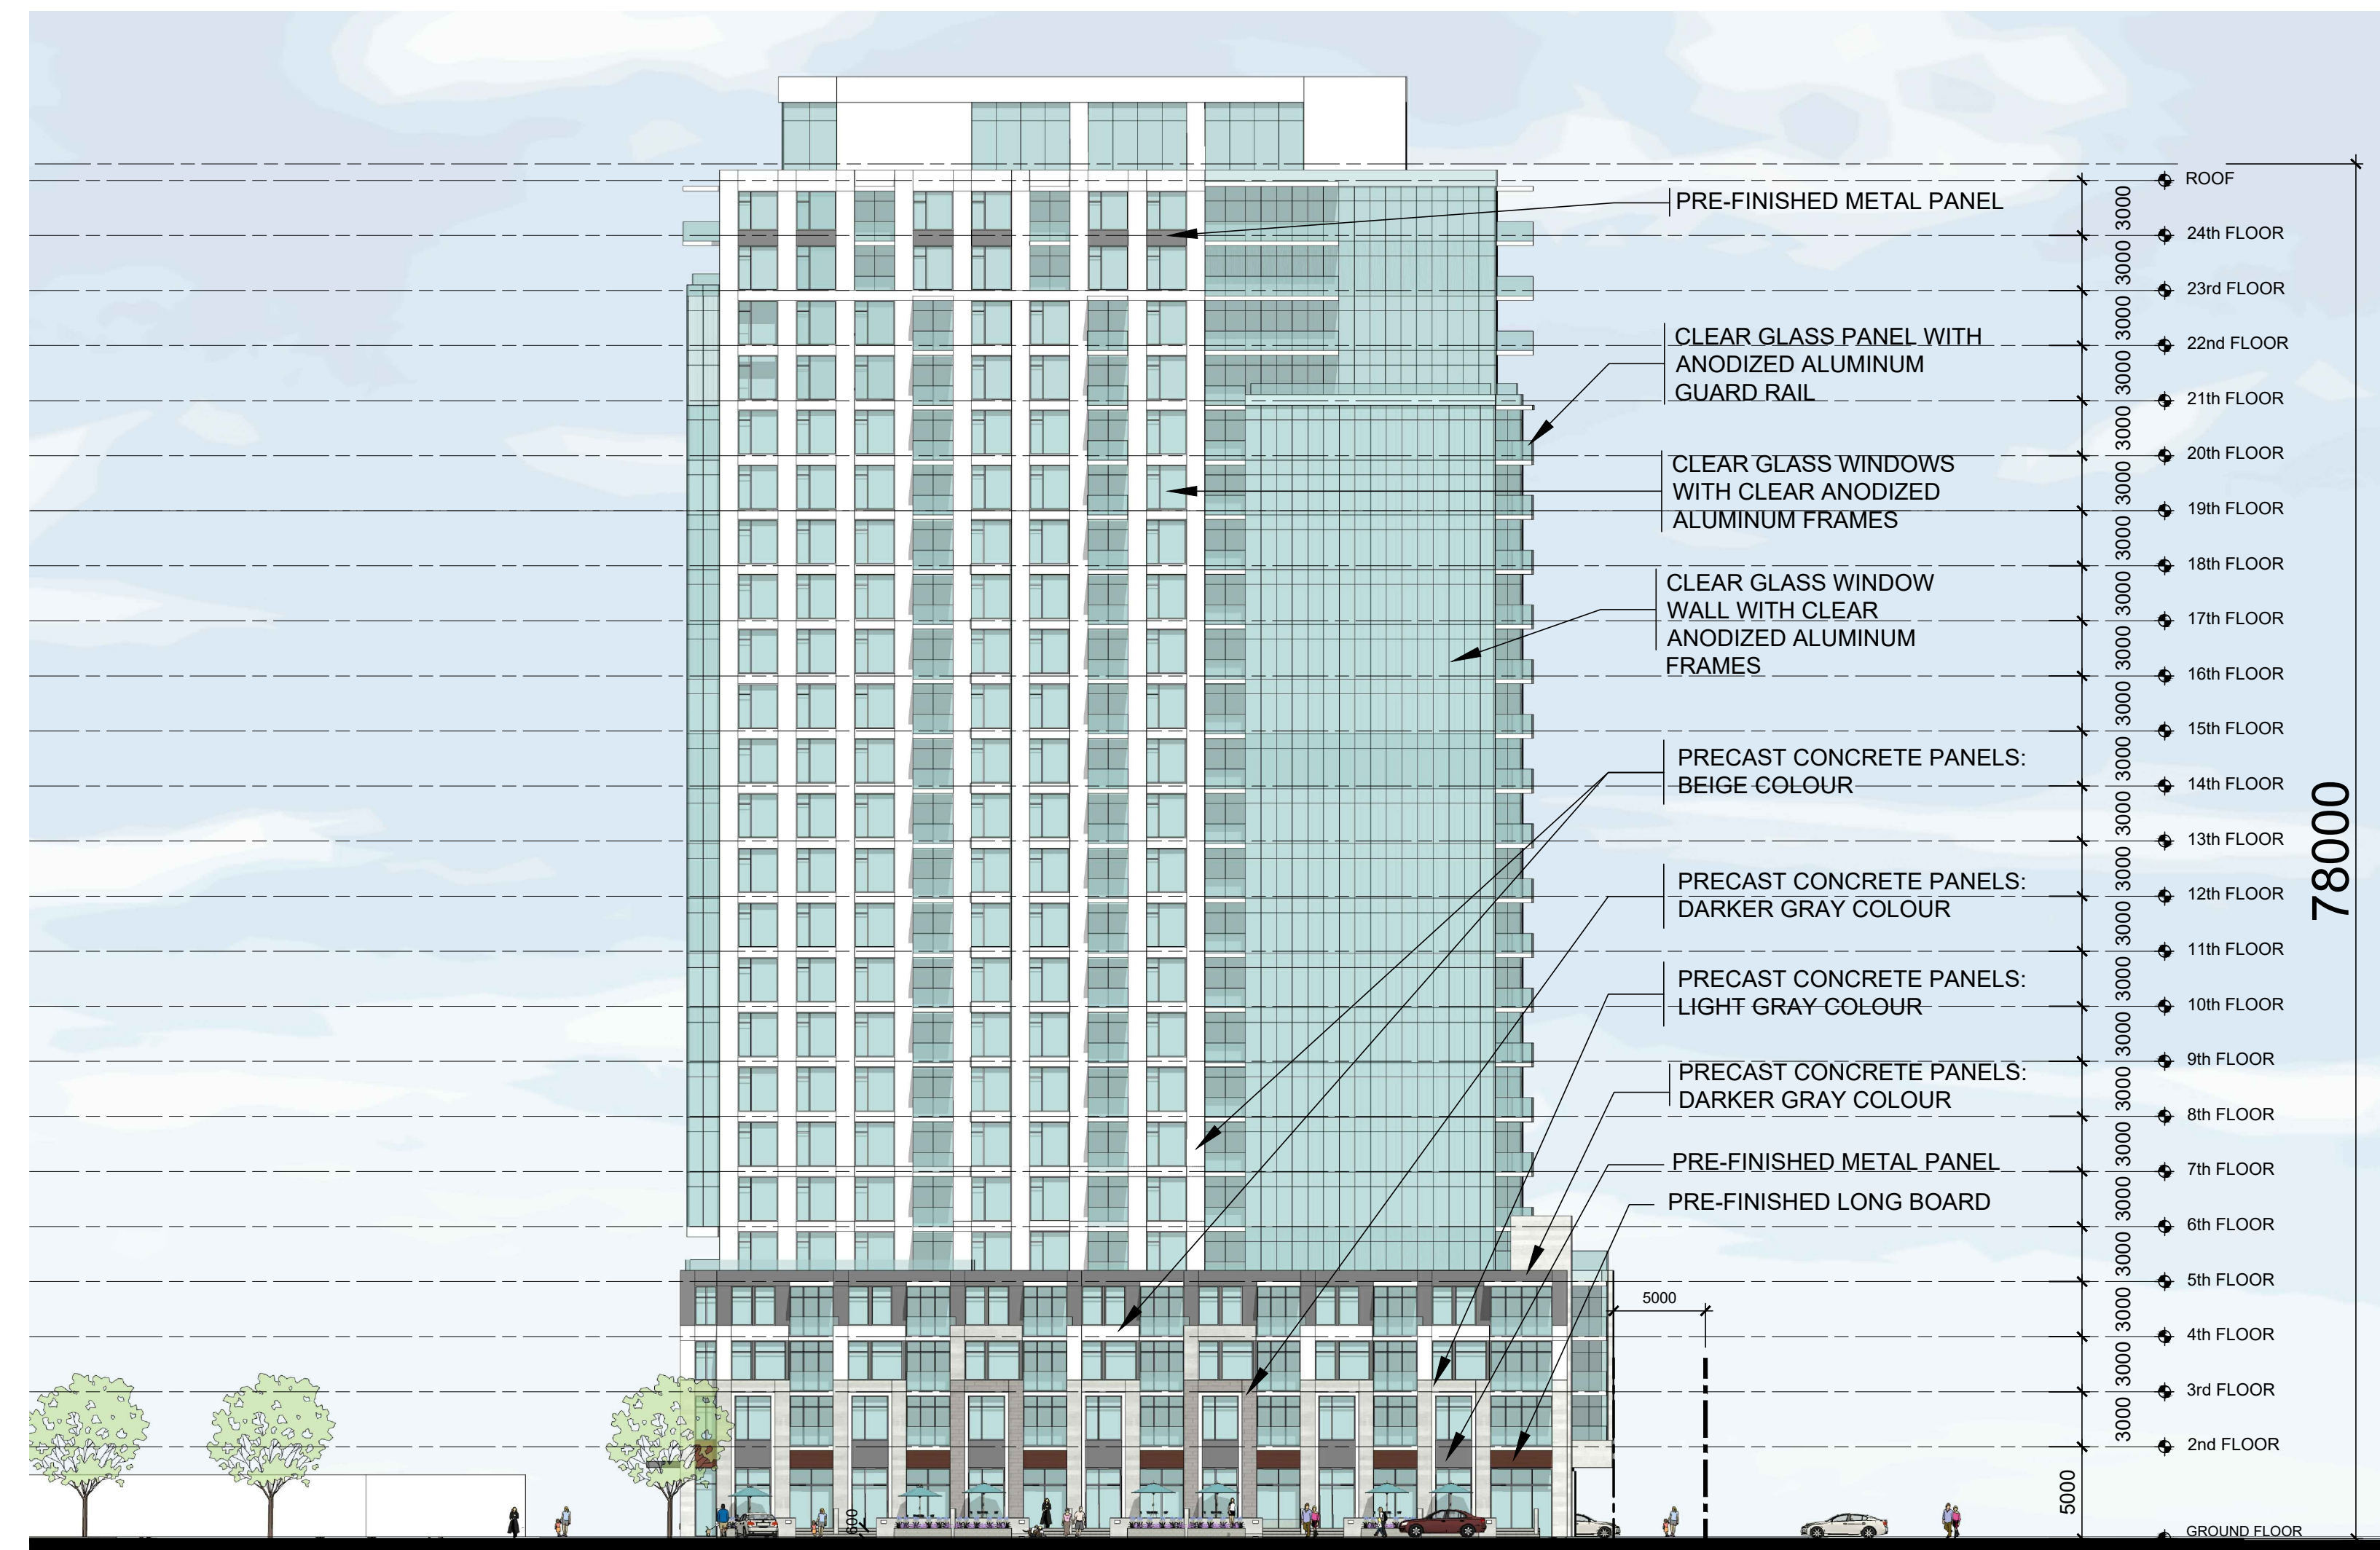 ROOF
3000
PRE-FINISHED METAL PANEL
24th FLOOR
3000
23rd FLOOR
3000
CLEAR GLASS PANEL WITH
ANODIZED ALUMINUM
GUARD RAIL
22nd FLOOR
3000
21th FLOOR
3000
20th FLOOR
CLEAR GLASS WINDOWS
WITH CLEAR ANODIZED
ALUMINUM FRAMES
3000
19th FLOOR
3000
18th FLOOR
CLEAR GLASS WINDOW
WALL WITH CLEAR
ANODIZED ALUMINUM
FRAMES
3000
17th FLOOR
3000
16th FLOOR
3000
15th FLOOR
PRECAST CONCRETE PANELS:
BEIGE COLOUR
3000
14th FLOOR
78000
3000
13th FLOOR
3000
PRECAST CONCRETE PANELS:
DARKER GRAY COLOUR
12th FLOOR
3000
11th FLOOR
PRECAST CONCRETE PANELS:
LIGHT GRAY COLOUR
3000
10th FLOOR
3000
9th FLOOR
PRECAST CONCRETE PANELS:
DARKER GRAY COLOUR
3000
8th FLOOR
3000
PRE-FINISHED METAL PANEL
7th FLOOR
PRE-FINISHED LONG BOARD
3000
6th FLOOR
3000
5th FLOOR
5000
3000
4th FLOOR
3000
3rd FLOOR
3000
2nd FLOOR
5000
600
GROUND FLOOR